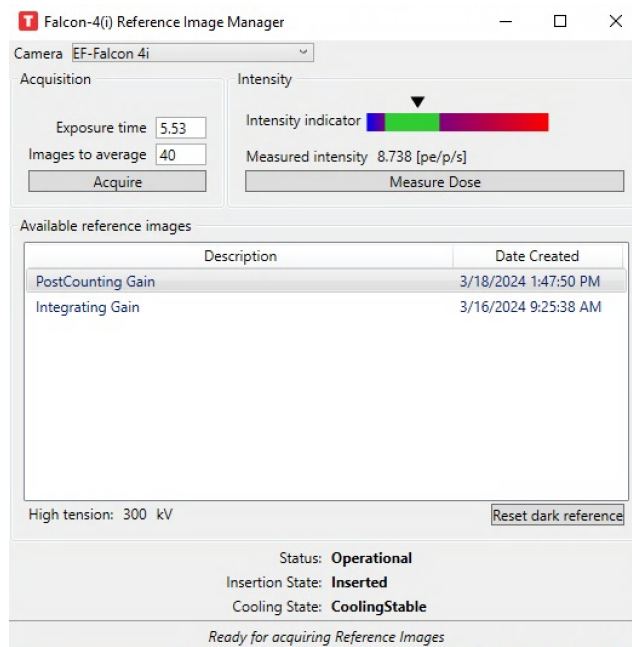 T Falcon-4(i) Reference Image Manager
Camera EF-Falcon 4i
Acquisition
Exposure time 5.53
Images to average 40
Acquire
Intensity
Intensity indicator
Measured intensity 8.738 [pe/p/s]
Measure Dose
Available reference images
Description Date Created
PostCounting Gain 3/18/2024 1:47:50 PM
Integrating Gain 3/16/2024 9:25:38 AM
High tension: 300 kV Reset dark reference
Status: Operational
Insertion State: Inserted
Cooling State: CoolingStable
Ready for acquiring Reference Images